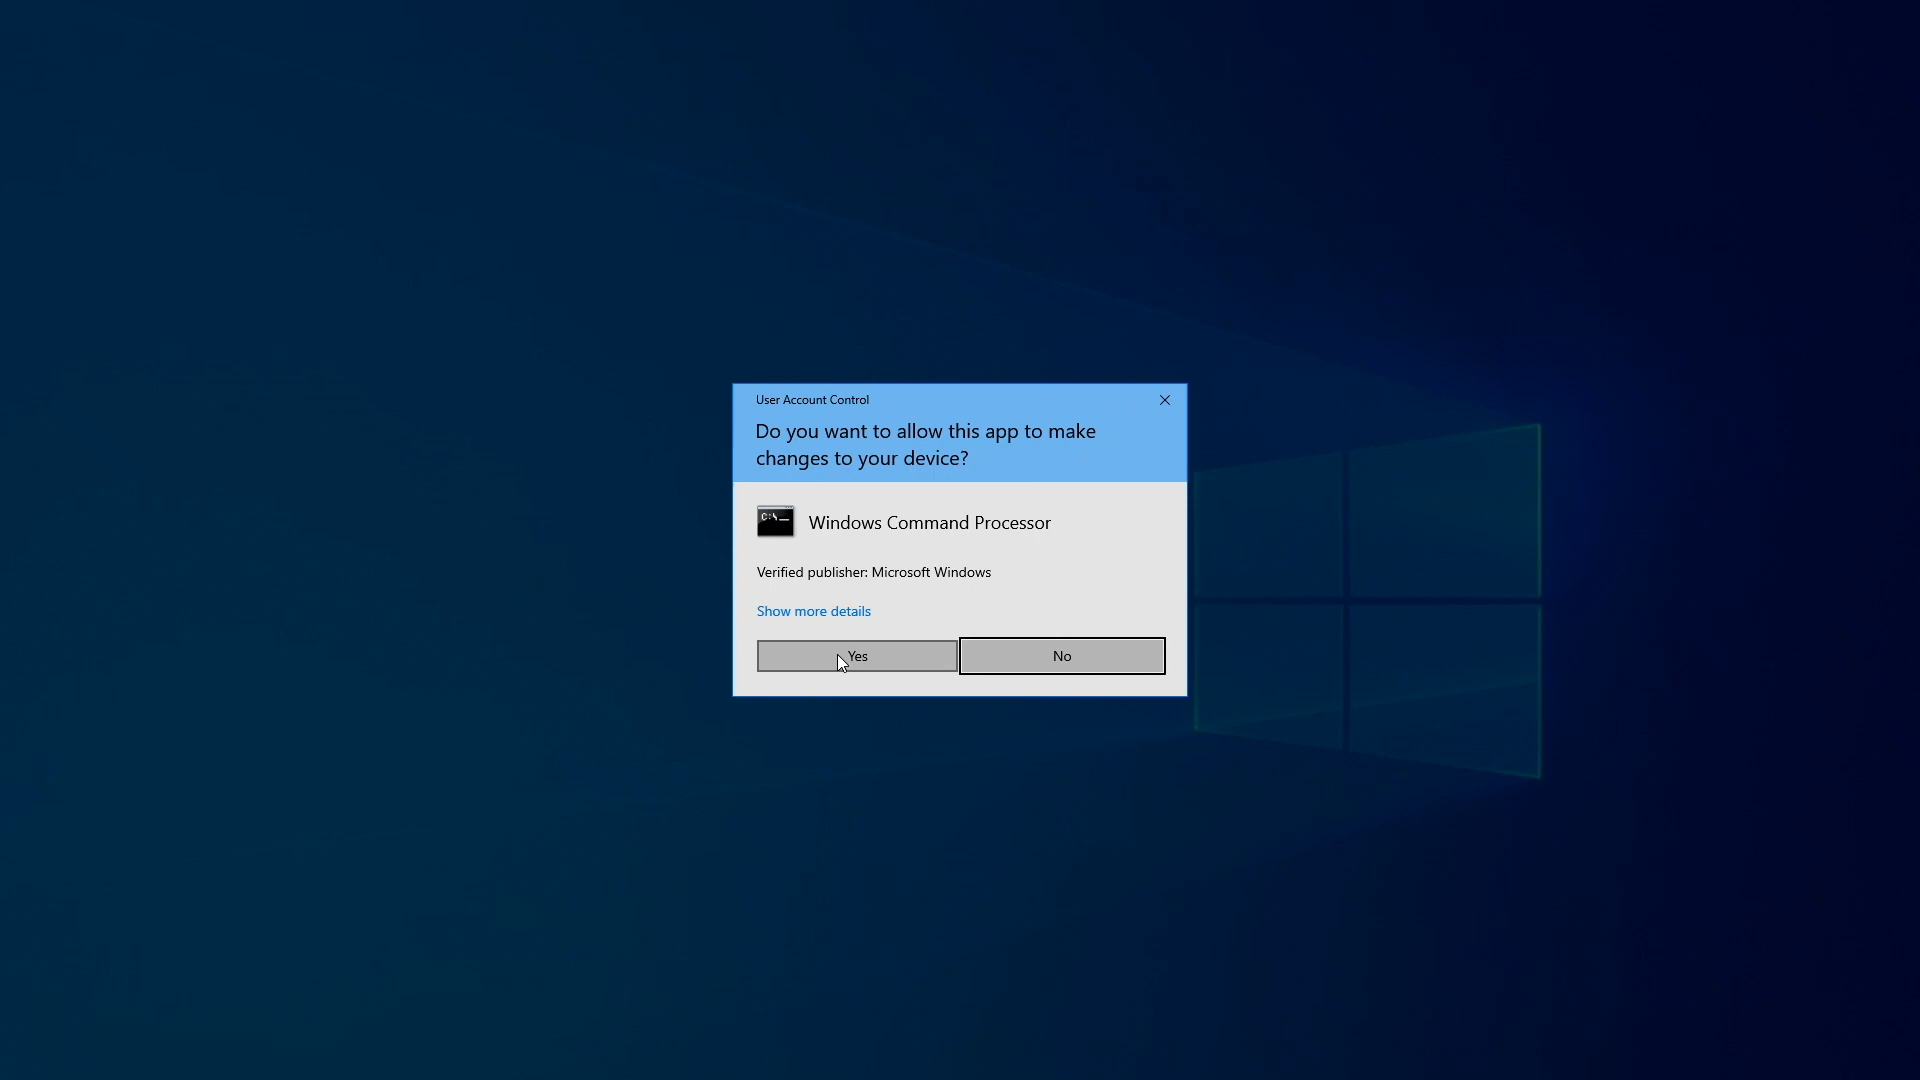 User Account Control
Do you want to allow this app to make
changes to your device?
C:\_
Windows Command Processor
Verified publisher: Microsoft Windows
Show more details
Yes
No